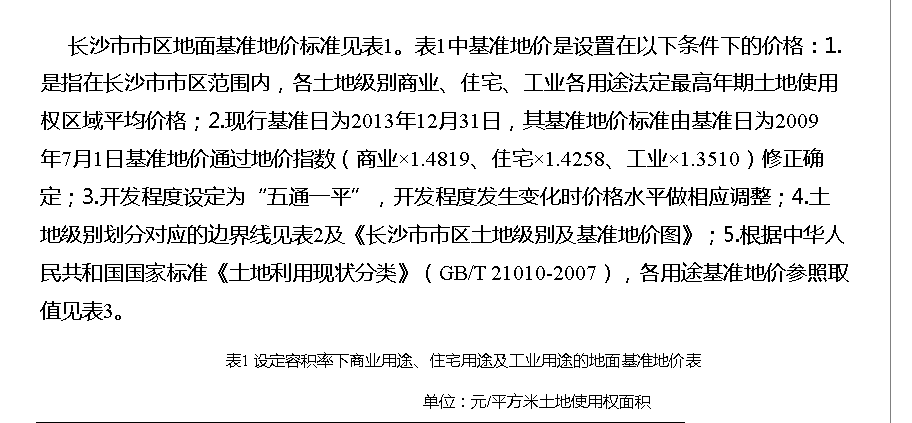 长沙市市区地面基准地价标准见表1。表1中基准地价是设置在以下条件下的价格：1.
是指在长沙市市区范围内，各土地级别商业、住宅、工业各用途法定最高年期土地使用
权区域平均价格；2.现行基准日为2013年12月31日，其基准地价标准由基准日为2009
年7月1日基准地价通过地价指数（商业×1.4819、住宅×1.4258、工业×1.3510）修正确
定；3.开发程度设定为“五通一平”，开发程度发生变化时价格水平做相应调整；4.土
地级别划分对应的边界线见表2及《长沙市市区土地级别及基准地价图》；5.根据中华人
民共和国国家标准《土地利用现状分类》（GB/T 21010-2007），各用途基准地价参照取
值见表3。
表1 设定容积率下商业用途、住宅用途及工业用途的地面基准地价表
单位：元/平方米土地使用权面积